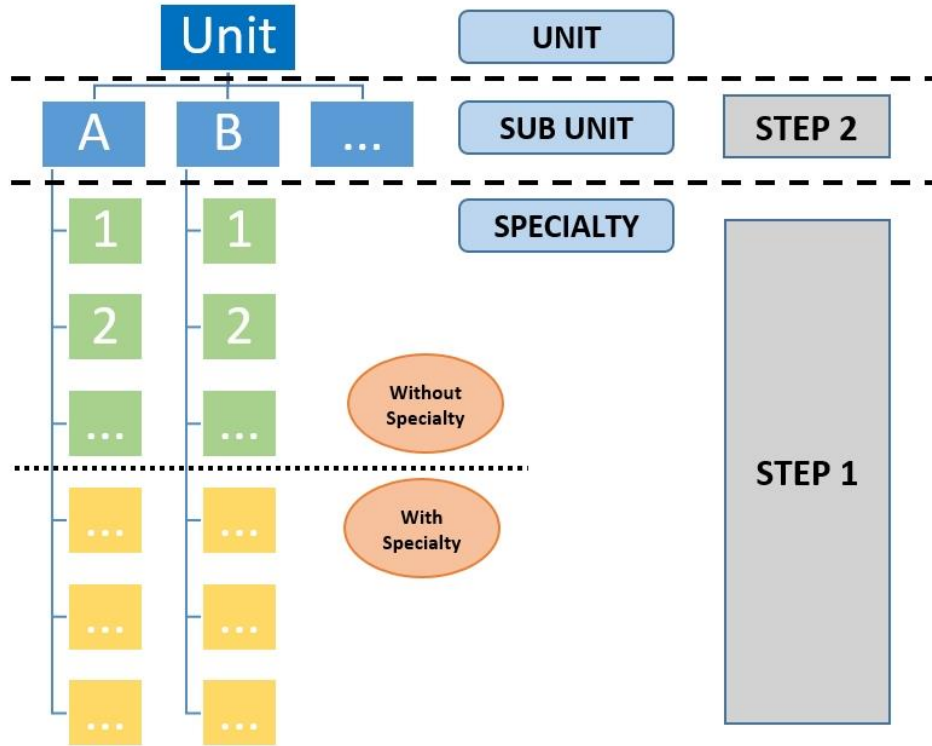 Unit
UNIT
A
B
...
SUB UNIT
STEP 2
1
1
SPECIALTY
2
2
...
...
Without
Specialty
STEP 1
...
...
With
Specialty
...
...
...
...